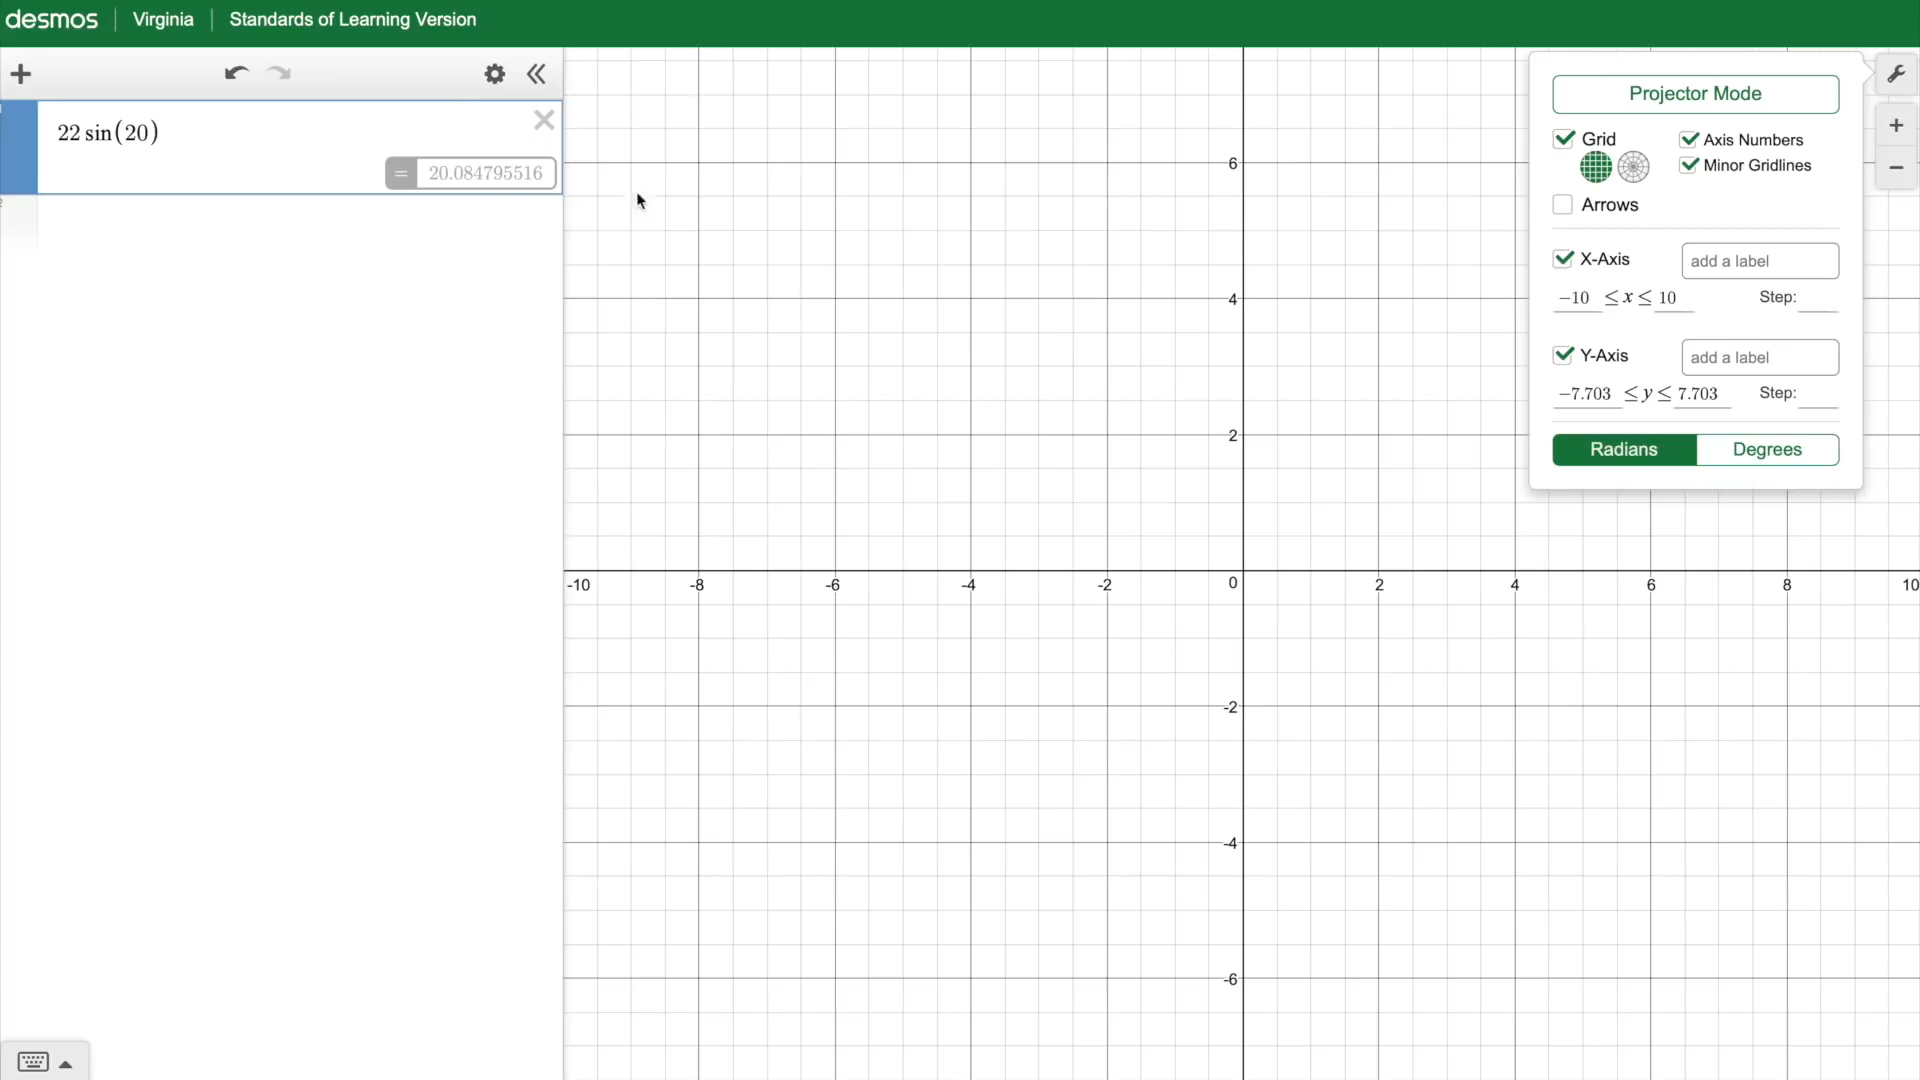 desmos Virginia Standards of Learning Version
22 sin(20)
= 20.084795516
2
Projector Mode
Grid
Axis Numbers
Minor Gridlines
Arrows
X-Axis add a label
−10 ≤ x ≤ 10 Step:
Y-Axis add a label
−7.703 ≤ y ≤ 7.703 Step:
Radians Degrees
6
4
2
-10 -8 -6 -4 -2 0 2 4 6 8 10
-2
-4
-6